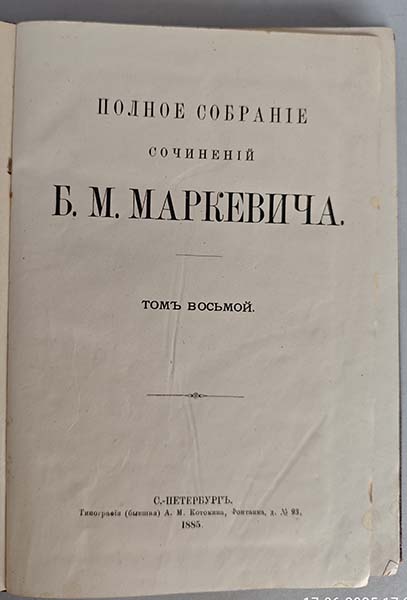 ПОЛНОЕ СОБРАНІЕ
СОЧИНЕНІЙ
Б. М. МАРКЕВИЧА.
ТОМЪ ВОСЬМОЙ.
С.-ПЕТЕРБУРГЪ.
Типографія (бывшая) А. М. Котомина, Фонтанка, д. № 93.
1885.